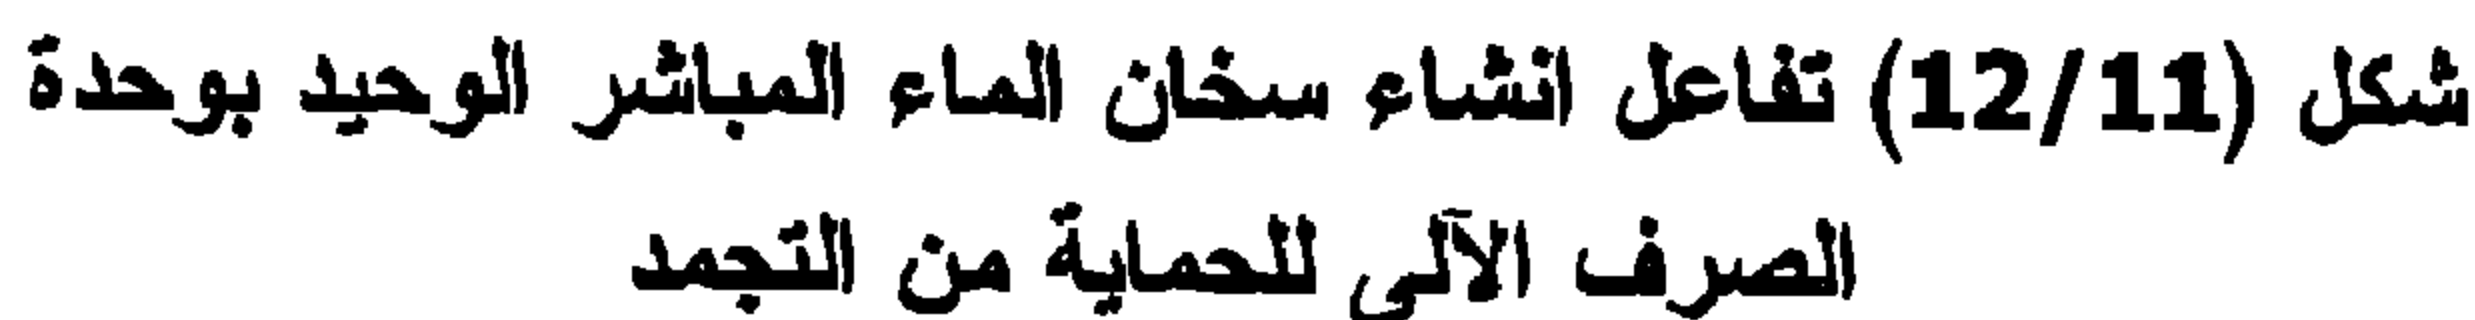 شكل (12/11) تفاعل انشاء سخان الماء المباشر الوحيد بوحدة
الصرف الآلى للحماية من التجمد